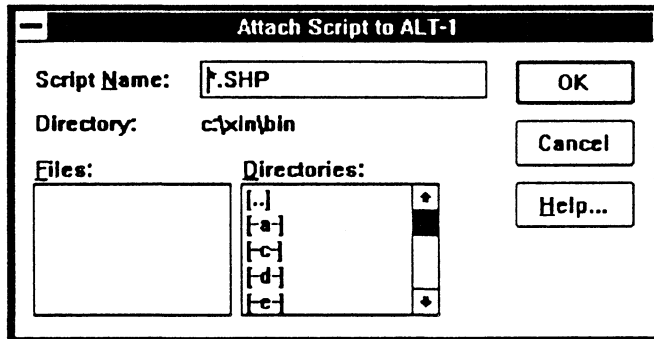 Attach Script to ALT-1
Script Name:
*.SHP
OK
Directory:
c:\xln\bin
Cancel
Files:
Directories:
Help...
[..]
[-a-]
[-c-]
[-d-]
[-e-]